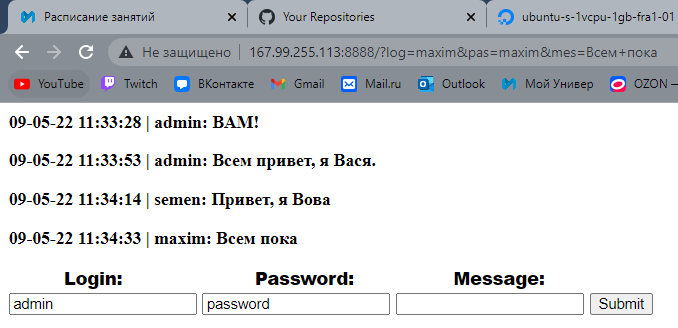 Расписание занятий Your Repositories ubuntu-s-1vcpu-1gb-fra1-01
Не защищено 167.99.255.113:8888/?log=maxim&pas=maxim&mes=Всем+пока
YouTube Twitch ВКонтакте Gmail Mail.ru Outlook Мой Универ OZON —
09-05-22 11:33:28 | admin: ВАМ!
09-05-22 11:33:53 | admin: Всем привет, я Вася.
09-05-22 11:34:14 | semen: Привет, я Вова
09-05-22 11:34:33 | maxim: Всем пока
Login: Password: Message:
admin password Submit